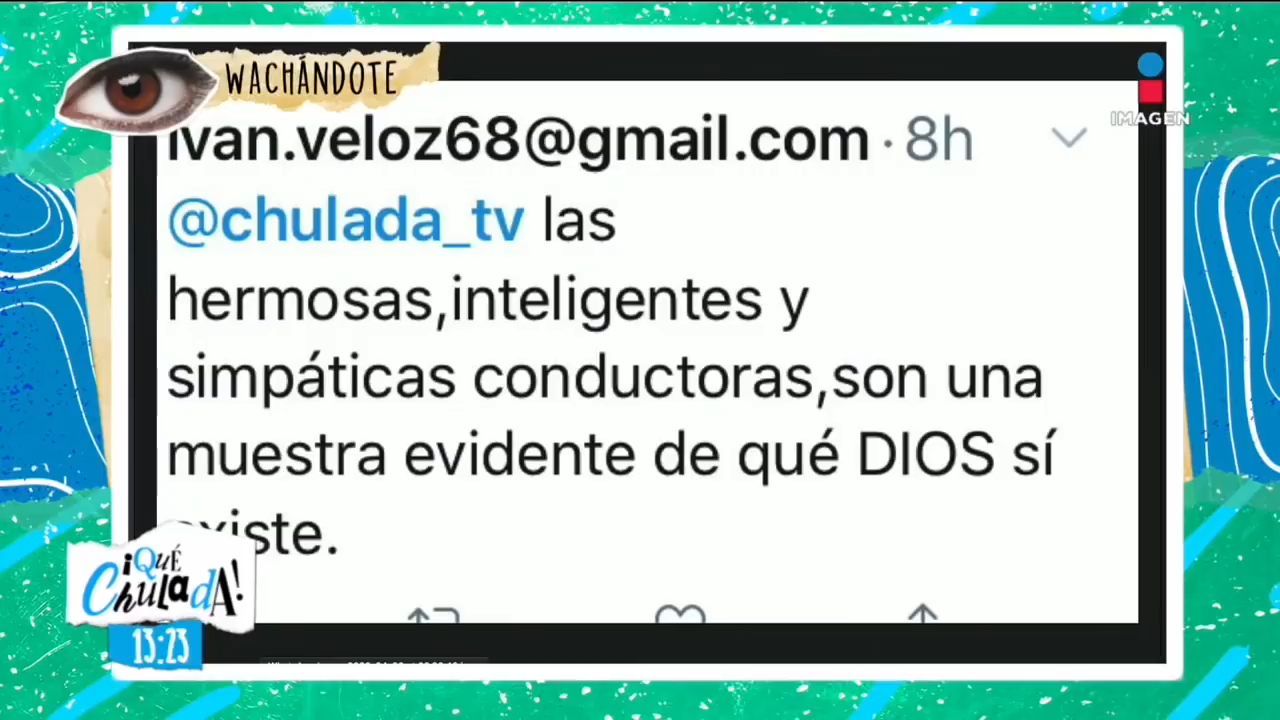 WACHÁNDOTE
IMAGEN
ivan.veloz68@gmail.com · 8h
@chulada_tv las
hermosas,inteligentes y
simpáticas conductoras,son una
muestra evidente de qué DIOS sí
existe.
¡QUÉ
ChuladA!
13:23